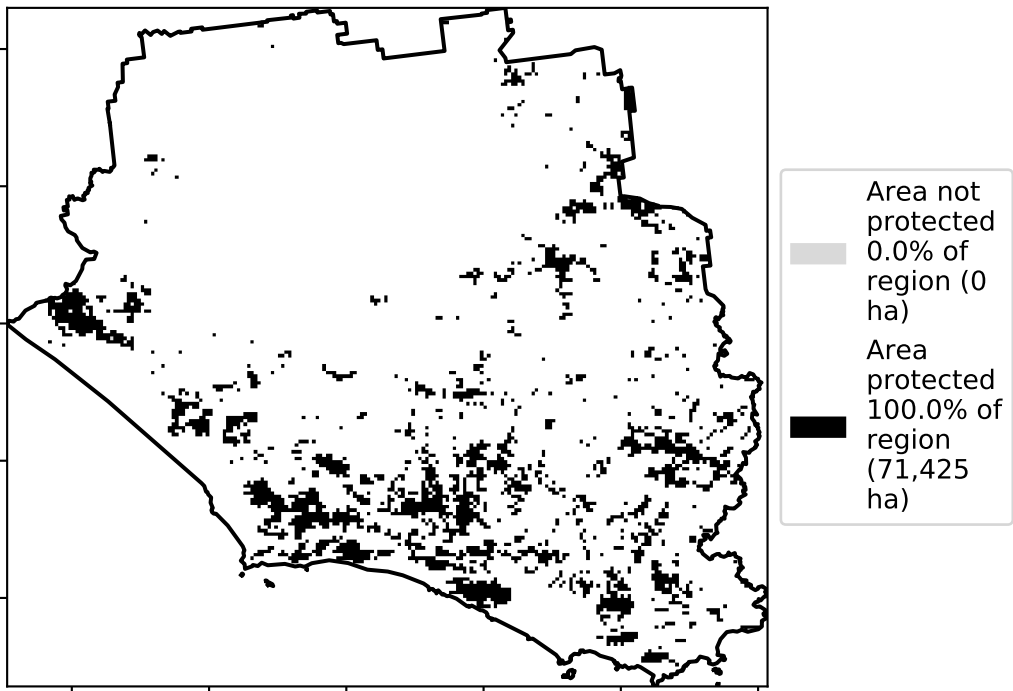 Area not
protected
0.0% of
region (0
ha)
Area
protected
100.0% of
region
(71,425
ha)